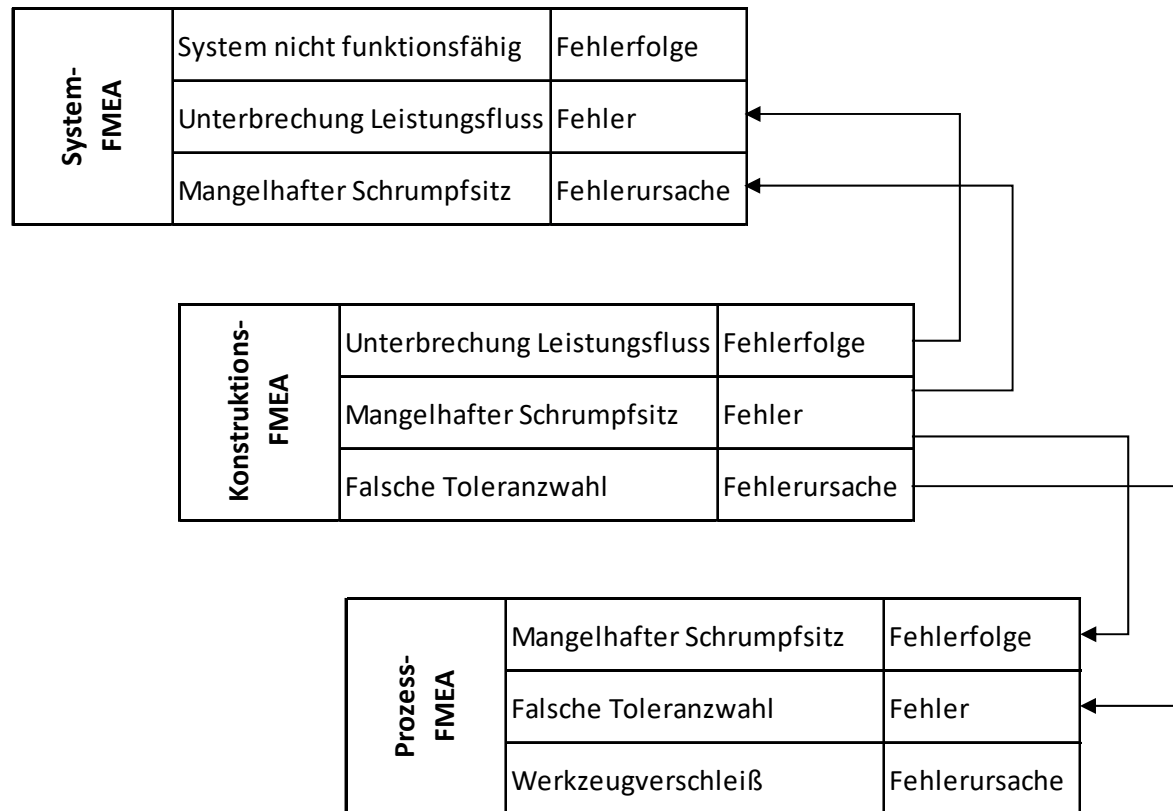 System-
FMEA
System nicht funktionsfähig Fehlerfolge
Unterbrechung Leistungsfluss Fehler
Mangelhafter Schrumpfsitz Fehlerursache
Konstruktions-
FMEA
Unterbrechung Leistungsfluss Fehlerfolge
Mangelhafter Schrumpfsitz Fehler
Falsche Toleranzwahl Fehlerursache
Prozess-
FMEA
Mangelhafter Schrumpfsitz Fehlerfolge
Falsche Toleranzwahl Fehler
Werkzeugverschleiß Fehlerursache